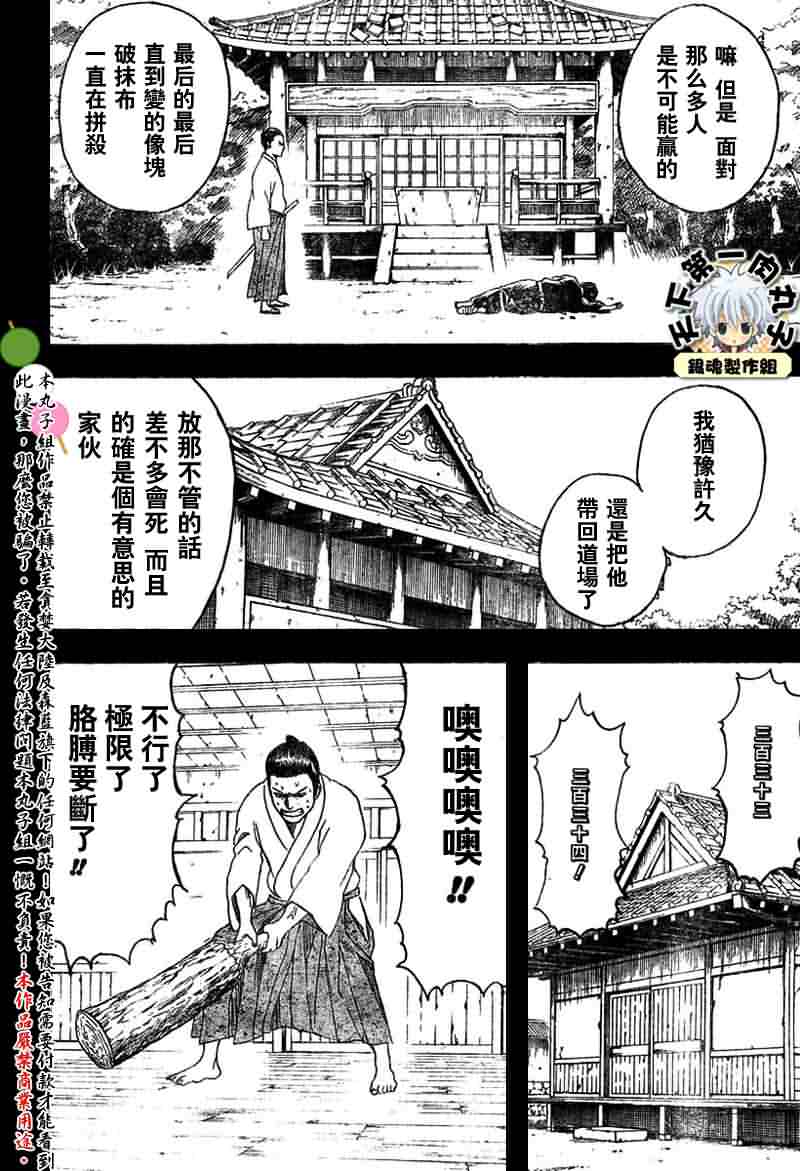 嘛 但是 面對
那么多人
是不可能贏的
最后的最后
直到變的像塊
破抹布
一直在拼殺
天下第一肉丸子
銀魂製作組
我猶豫許久
還是把他
帶回道場了
放那不管的話
差不多會死 而且
的確是個有意思的
家伙
三百三十三
三百三十四!
噢噢噢噢!!
不行了
極限了
胳膊要斷了!!
本丸子組作品禁止轉載至貪婪大陸及森藍旗下的任何網站!如果您被告知需要付款才能看到
此漫畫,那麼您被騙了。若發生任何法律問題本丸子組一慨不負責!本作品嚴禁商業用途。